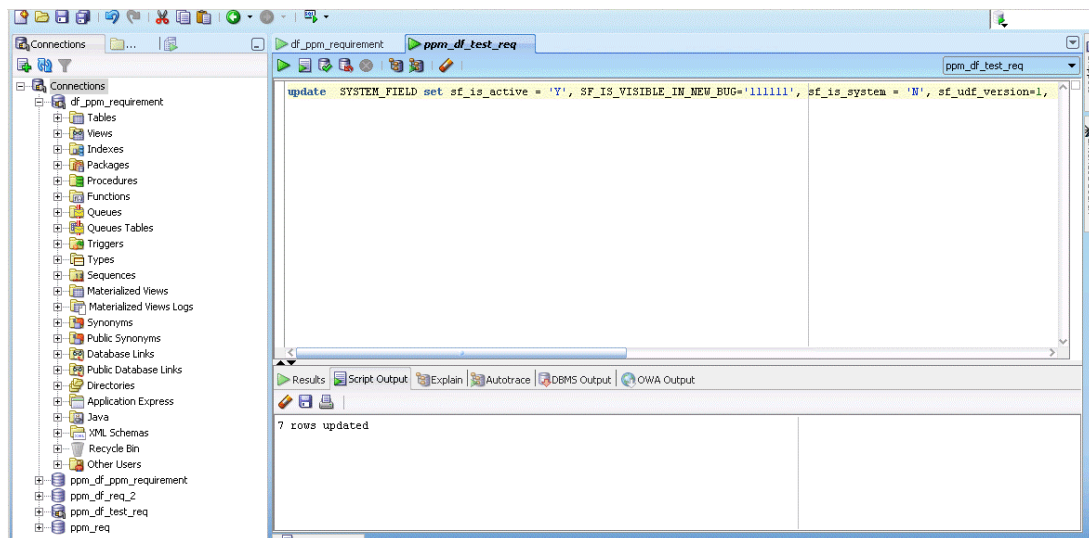 Connections
...
df_ppm_requirement
ppm_df_test_req
ppm_df_test_req
Connections
df_ppm_requirement
Tables
Views
Indexes
Packages
Procedures
Functions
Queues
Queues Tables
Triggers
Types
Sequences
Materialized Views
Materialized Views Logs
Synonyms
Public Synonyms
Database Links
Public Database Links
Directories
Application Express
Java
XML Schemas
Recycle Bin
Other Users
ppm_df_ppm_requirement
ppm_df_req_2
ppm_df_test_req
ppm_req
update SYSTEM_FIELD set sf_is_active = 'Y', SF_IS_VISIBLE_IN_NEW_BUG='111111', sf_is_system = 'N', sf_udf_version=1,
Results Script Output Explain Autotrace DBMS Output OWA Output
7 rows updated